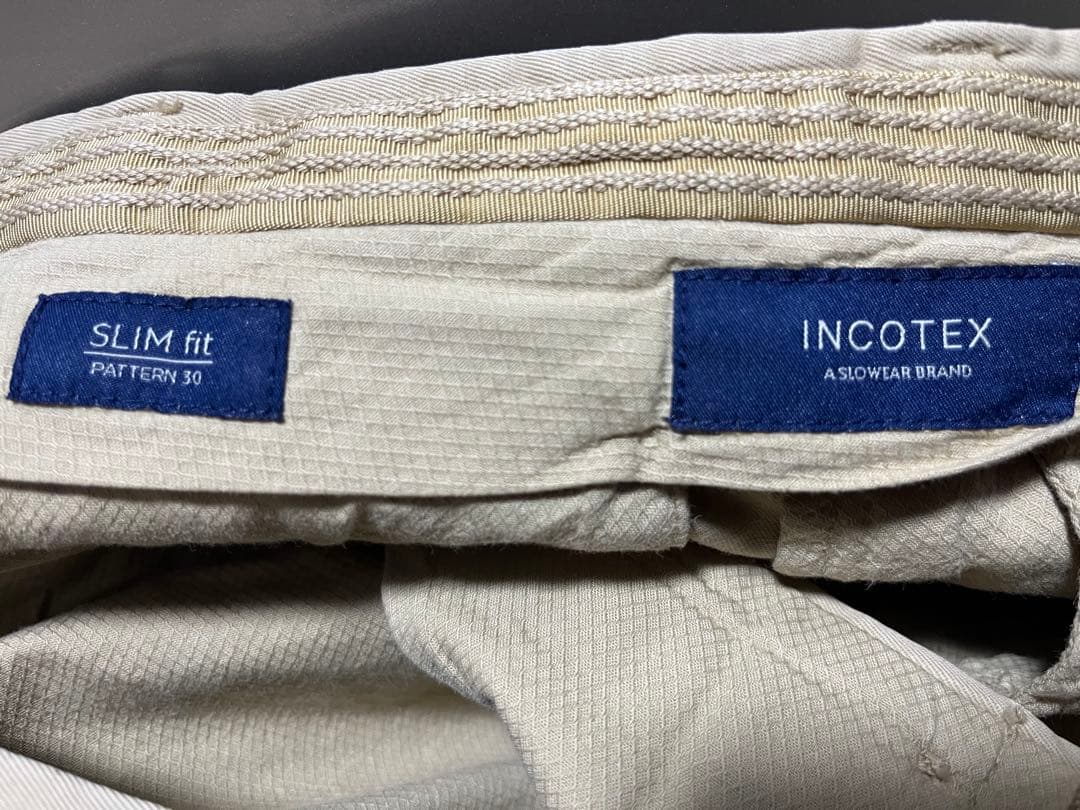 SLIM fit
PATTERN 30
INCOTEX
A SLOWEAR BRAND